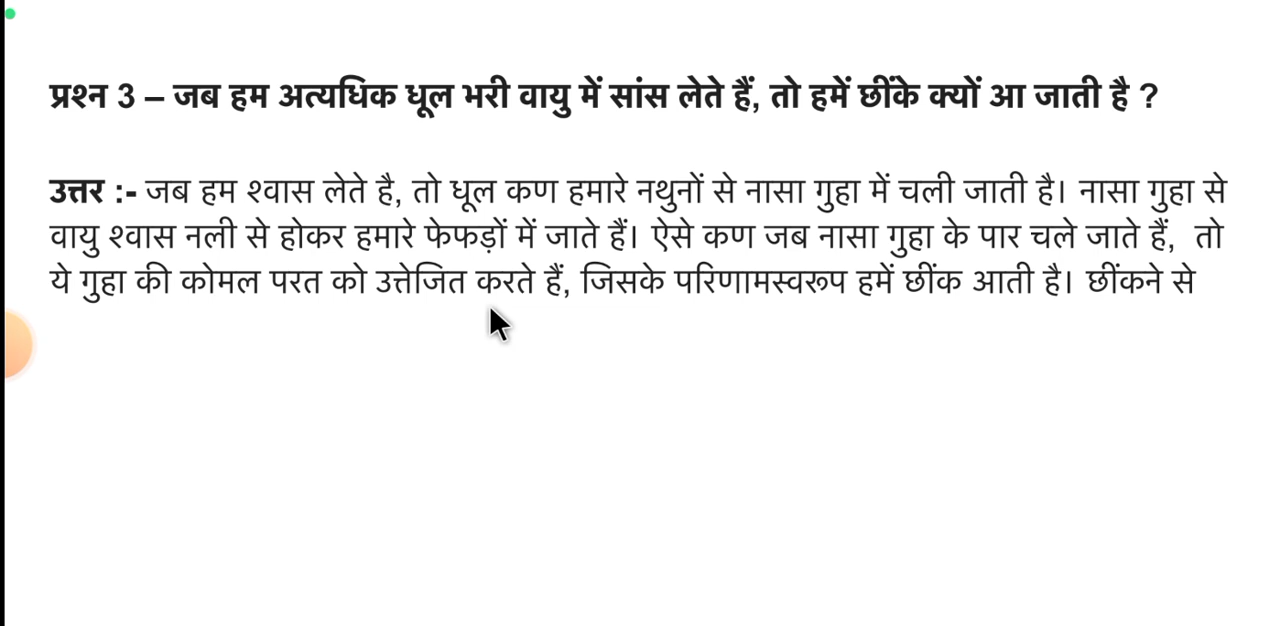 प्रश्न 3 – जब हम अत्यधिक धूल भरी वायु में सांस लेते हैं, तो हमें छींके क्यों आ जाती है ?
उत्तर :- जब हम श्वास लेते है, तो धूल कण हमारे नथुनों से नासा गुहा में चली जाती है। नासा गुहा से
वायु श्वास नली से होकर हमारे फेफड़ों में जाते हैं। ऐसे कण जब नासा गुहा के पार चले जाते हैं, तो
ये गुहा की कोमल परत को उत्तेजित करते हैं, जिसके परिणामस्वरूप हमें छींक आती है। छींकने से